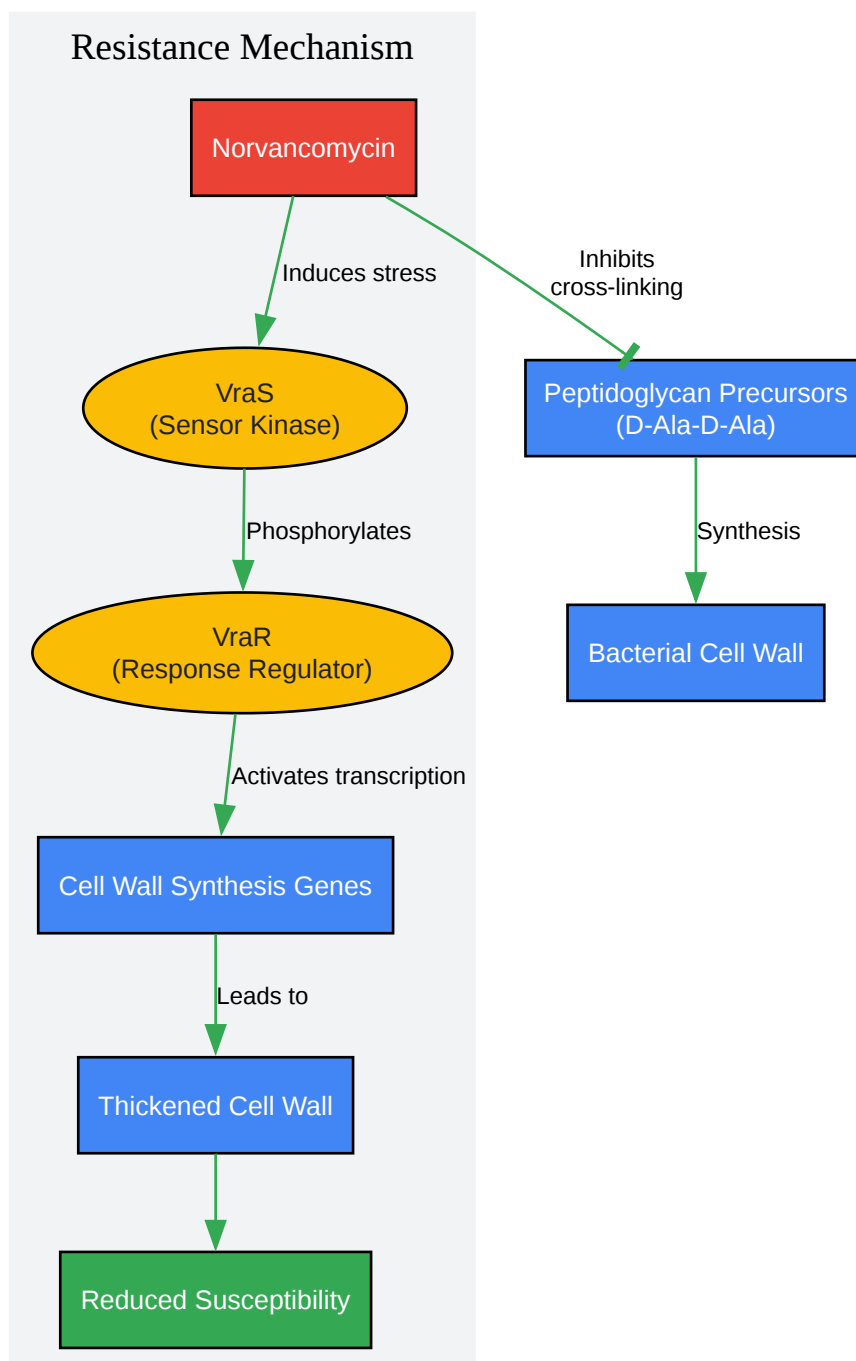 Resistance Mechanism
Norvancomycin
Induces stress
Inhibits
cross-linking
VraS
(Sensor Kinase)
Peptidoglycan Precursors
(D-Ala-D-Ala)
Phosphorylates
Synthesis
VraR
(Response Regulator)
Bacterial Cell Wall
Activates transcription
Cell Wall Synthesis Genes
Leads to
Thickened Cell Wall
Reduced Susceptibility